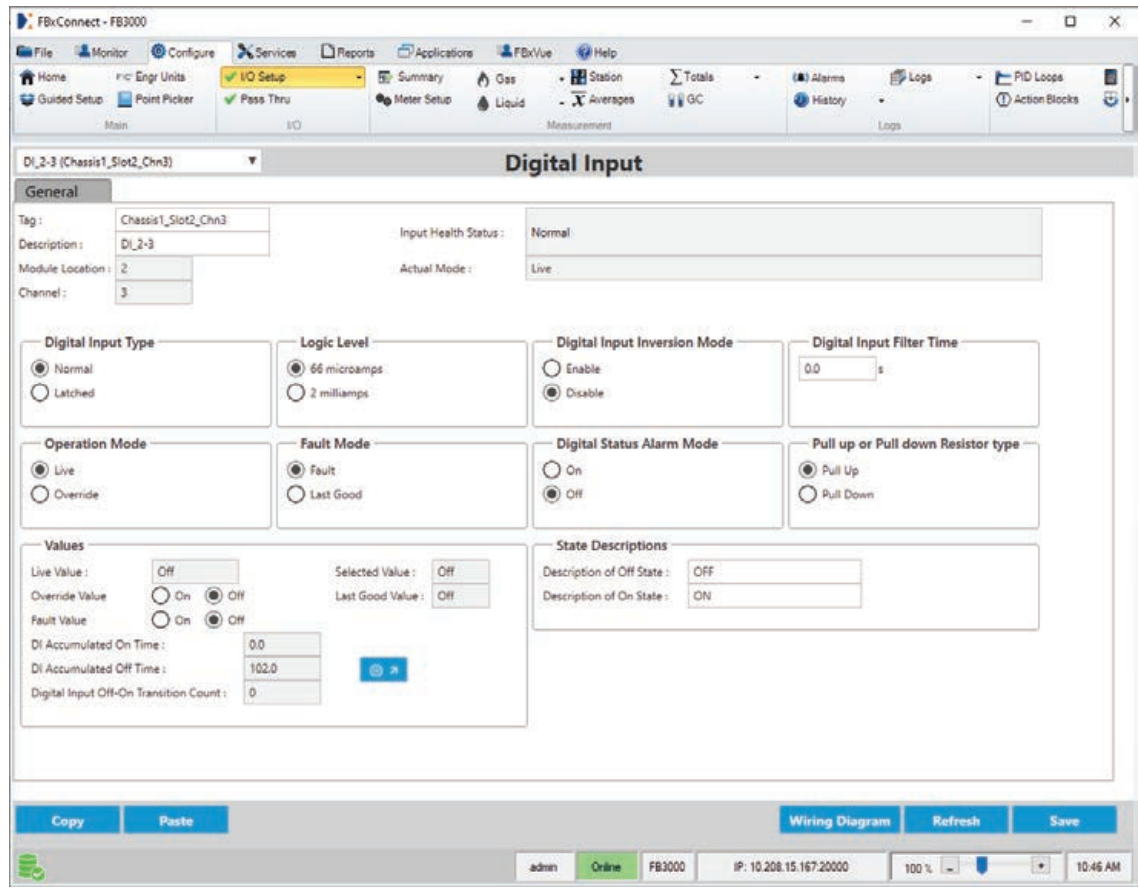 FBxConnect - FB3000
File Monitor Configure Services Reports Applications FBxVue Help
Home Engr Units I/O Setup Summary Gas Station Totals Alarms Logs PID Loops
Guided Setup Point Picker Pass Thru Meter Setup Liquid Averages GC History Action Blocks
Main I/O Measurement Logs
DI_2-3 (Chassis1_Slot2_Chn3) Digital Input
General
Tag : Chassis1_Slot2_Chn3 Input Health Status : Normal
Description : DI_2-3
Module Location : 2 Actual Mode : Live
Channel : 3
Digital Input Type Logic Level Digital Input Inversion Mode Digital Input Filter Time
Normal 66 microamps Enable 0.0 s
Latched 2 milliamps Disable
Operation Mode Fault Mode Digital Status Alarm Mode Pull up or Pull down Resistor type
Live Fault On Pull Up
Override Last Good Off Pull Down
Values State Descriptions
Live Value : Off Selected Value : Off Description of Off State : OFF
Override Value On Off Last Good Value : Off Description of On State : ON
Fault Value On Off
DI Accumulated On Time : 0.0
DI Accumulated Off Time : 102.0
Digital Input Off-On Transition Count : 0
Copy Paste Wiring Diagram Refresh Save
admin Online FB3000 IP: 10.208.15.167:20000 100 % - + 10:46 AM